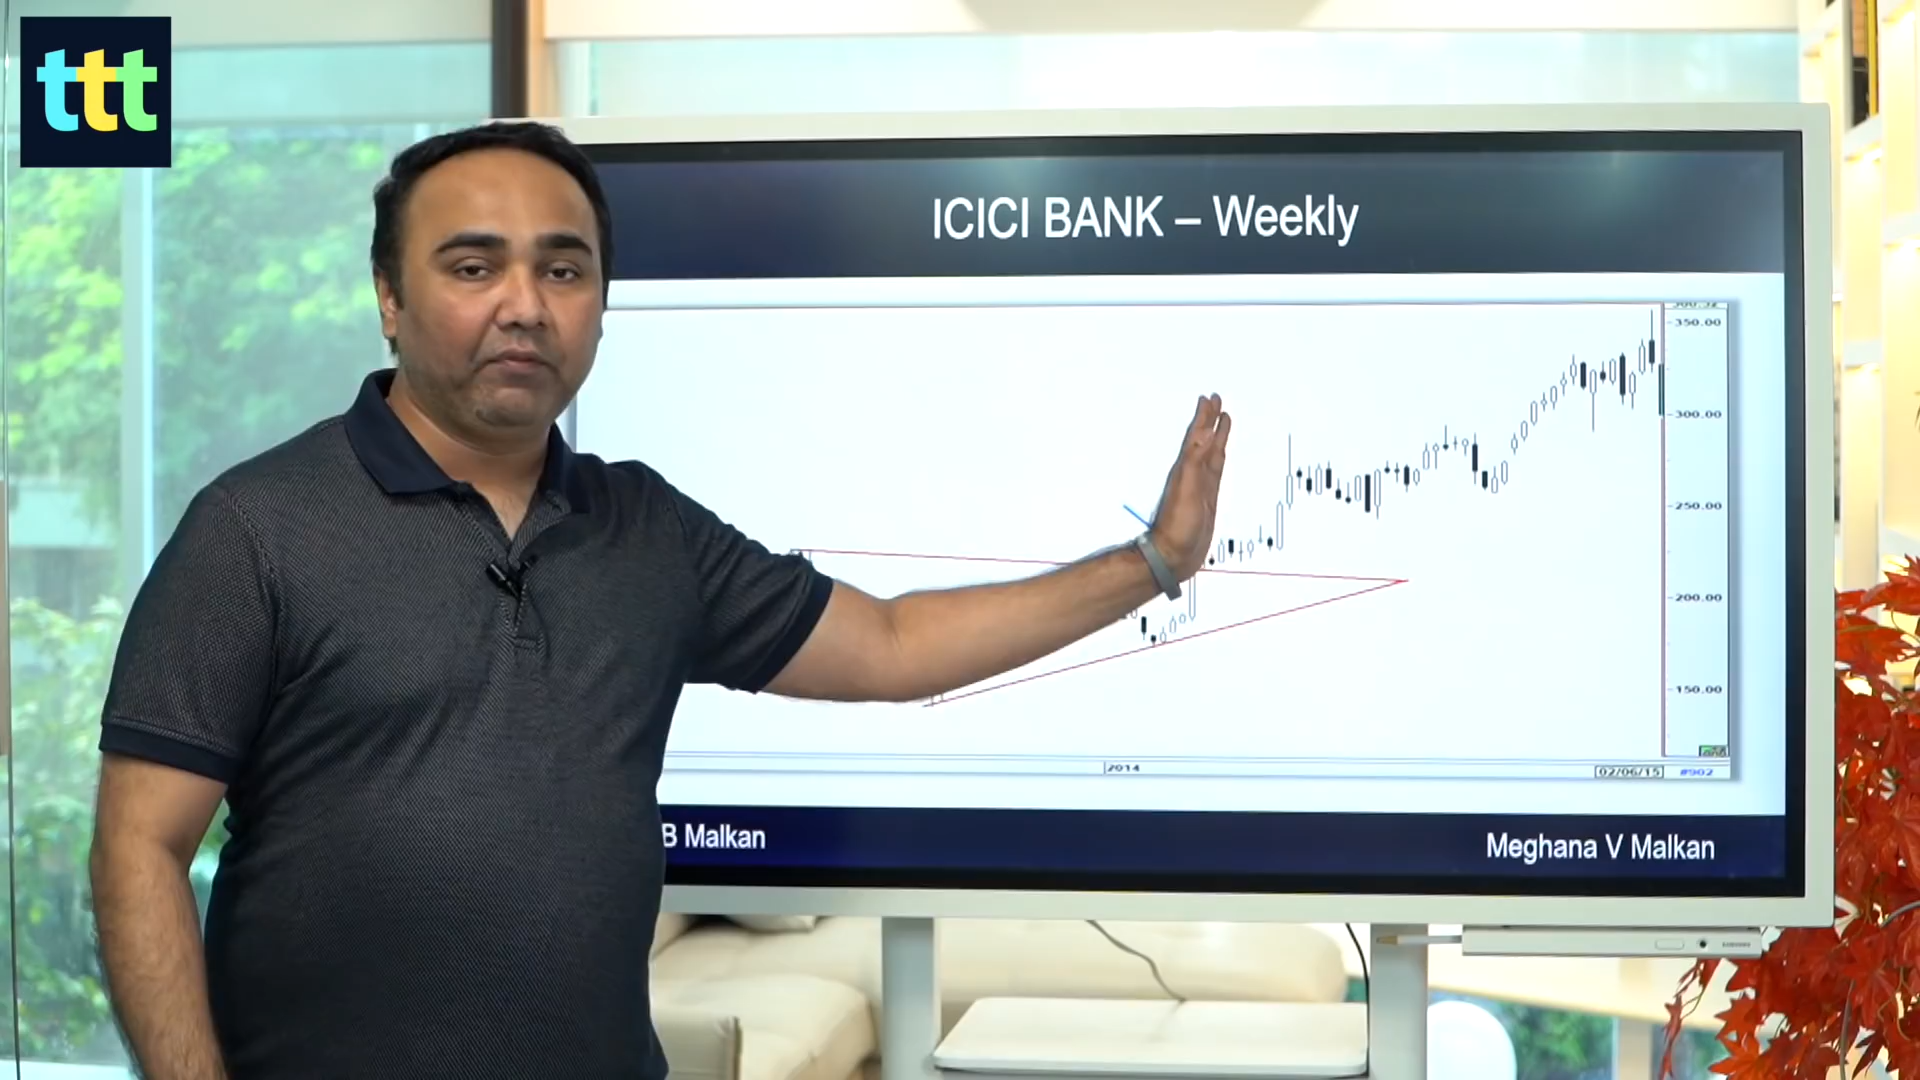 ttt
ICICI BANK – Weekly
350.00
300.00
250.00
200.00
150.00
2014
02/06/15
#902
B Malkan
Meghana V Malkan